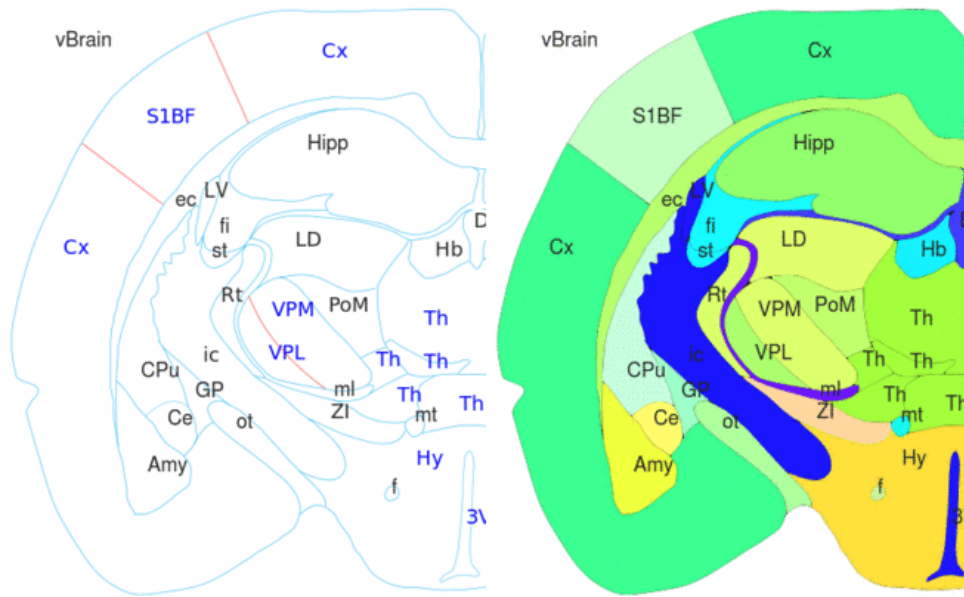 vBrain
Cx
S1BF
Hipp
ec
LV
Cx
fi
st
LD
Hb
D
Rt
VPM
PoM
Th
VPL
ic
Th
Th
CPu
GP
ml
Th
Th
Ce
ot
ZI
mt
Amy
Hy
f
3V
vBrain
Cx
S1BF
Hipp
ec
LV
Cx
fi
st
LD
Hb
Rt
VPM
PoM
Th
VPL
ic
Th
Th
CPu
GP
ml
Th
Th
Ce
ot
ZI
mt
Amy
Hy
f